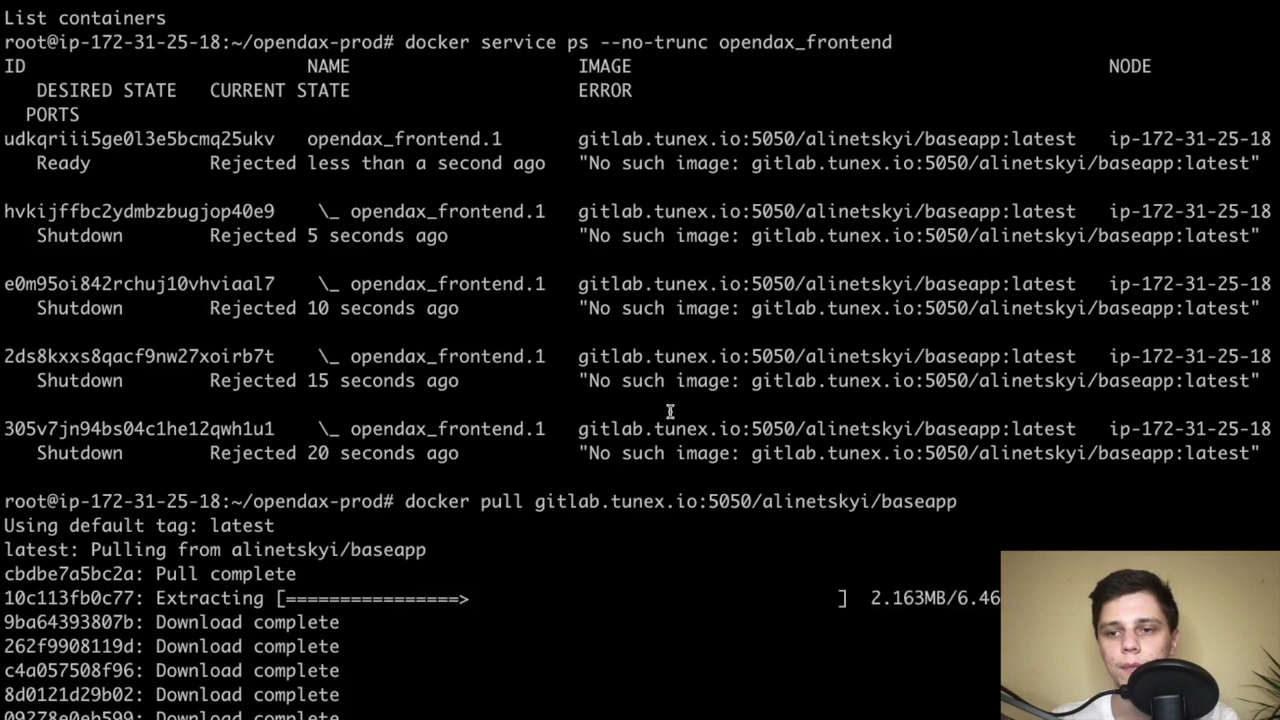 List containers
root@ip-172-31-25-18:~/opendax-prod# docker service ps --no-trunc opendax_frontend
ID NAME IMAGE NODE
DESIRED STATE CURRENT STATE ERROR
PORTS
udkqriii5ge0l3e5bcmq25ukv opendax_frontend.1 gitlab.tunex.io:5050/alinetskyi/baseapp:latest ip-172-31-25-18
Ready Rejected less than a second ago "No such image: gitlab.tunex.io:5050/alinetskyi/baseapp:latest"
hvkijffbc2ydmbzbugjop40e9 \_ opendax_frontend.1 gitlab.tunex.io:5050/alinetskyi/baseapp:latest ip-172-31-25-18
Shutdown Rejected 5 seconds ago "No such image: gitlab.tunex.io:5050/alinetskyi/baseapp:latest"
e0m95oi842rchuj10vhviaal7 \_ opendax_frontend.1 gitlab.tunex.io:5050/alinetskyi/baseapp:latest ip-172-31-25-18
Shutdown Rejected 10 seconds ago "No such image: gitlab.tunex.io:5050/alinetskyi/baseapp:latest"
2ds8kxxs8qacf9nw27xoirb7t \_ opendax_frontend.1 gitlab.tunex.io:5050/alinetskyi/baseapp:latest ip-172-31-25-18
Shutdown Rejected 15 seconds ago "No such image: gitlab.tunex.io:5050/alinetskyi/baseapp:latest"
305v7jn94bs04c1he12qwh1u1 \_ opendax_frontend.1 gitlab.tunex.io:5050/alinetskyi/baseapp:latest ip-172-31-25-18
Shutdown Rejected 20 seconds ago "No such image: gitlab.tunex.io:5050/alinetskyi/baseapp:latest"
root@ip-172-31-25-18:~/opendax-prod# docker pull gitlab.tunex.io:5050/alinetskyi/baseapp
Using default tag: latest
latest: Pulling from alinetskyi/baseapp
cbdbe7a5bc2a: Pull complete
10c113fb0c77: Extracting [================> ] 2.163MB/6.46
9ba64393807b: Download complete
262f9908119d: Download complete
c4a057508f96: Download complete
8d0121d29b02: Download complete
09278e0eb599: Download complete